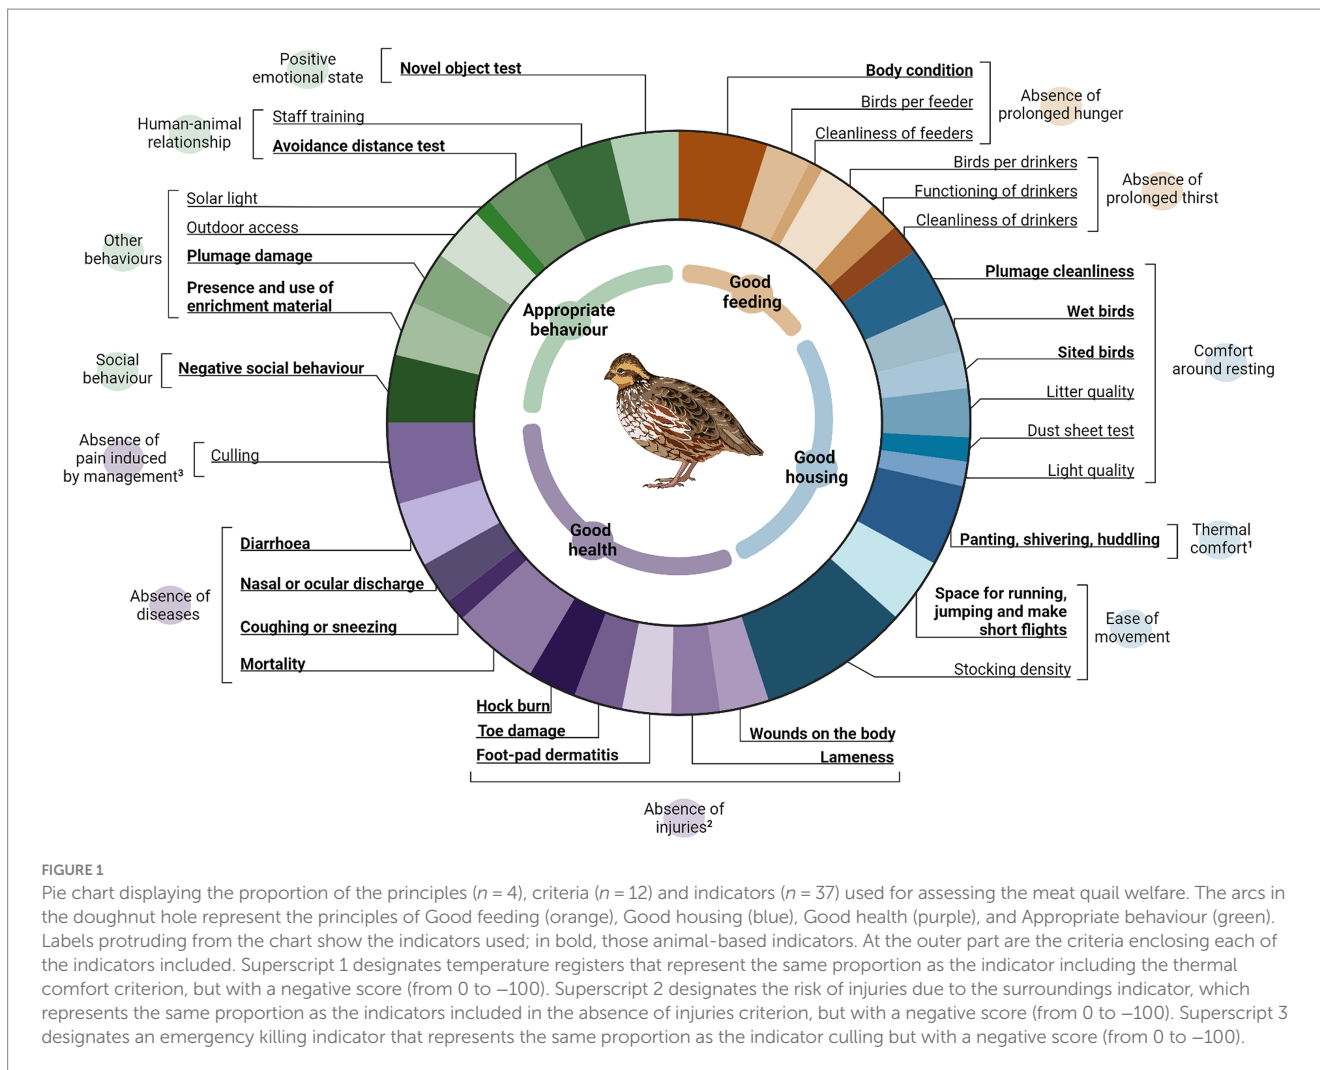 Positive
emotional state
Novel object test
Human-animal
relationship
Staff training
Avoidance distance test
Other
behaviours
Solar light
Outdoor access
Plumage damage
Presence and use of
enrichment material
Social
behaviour
Negative social behaviour
Absence of
pain induced
by management³
Culling
Absence of
diseases
Diarrhoea
Nasal or ocular discharge
Coughing or sneezing
Mortality
Hock burn
Toe damage
Foot-pad dermatitis
Wounds on the body
Lameness
Absence of
injuries²
Body condition
Birds per feeder
Cleanliness of feeders
Absence of
prolonged hunger
Birds per drinkers
Functioning of drinkers
Cleanliness of drinkers
Absence of
prolonged thirst
Plumage cleanliness
Wet birds
Sited birds
Litter quality
Dust sheet test
Light quality
Comfort
around resting
Panting, shivering, huddling
Thermal
comfort¹
Space for running,
jumping and make
short flights
Stocking density
Ease of
movement
Good
feeding
Appropriate
behaviour
Good
housing
Good
health
FIGURE 1
Pie chart displaying the proportion of the principles (n = 4), criteria (n = 12) and indicators (n = 37) used for assessing the meat quail welfare. The arcs in
the doughnut hole represent the principles of Good feeding (orange), Good housing (blue), Good health (purple), and Appropriate behaviour (green).
Labels protruding from the chart show the indicators used; in bold, those animal-based indicators. At the outer part are the criteria enclosing each of
the indicators included. Superscript 1 designates temperature registers that represent the same proportion as the indicator including the thermal
comfort criterion, but with a negative score (from 0 to −100). Superscript 2 designates the risk of injuries due to the surroundings indicator, which
represents the same proportion as the indicators included in the absence of injuries criterion, but with a negative score (from 0 to −100). Superscript 3
designates an emergency killing indicator that represents the same proportion as the indicator culling but with a negative score (from 0 to −100).